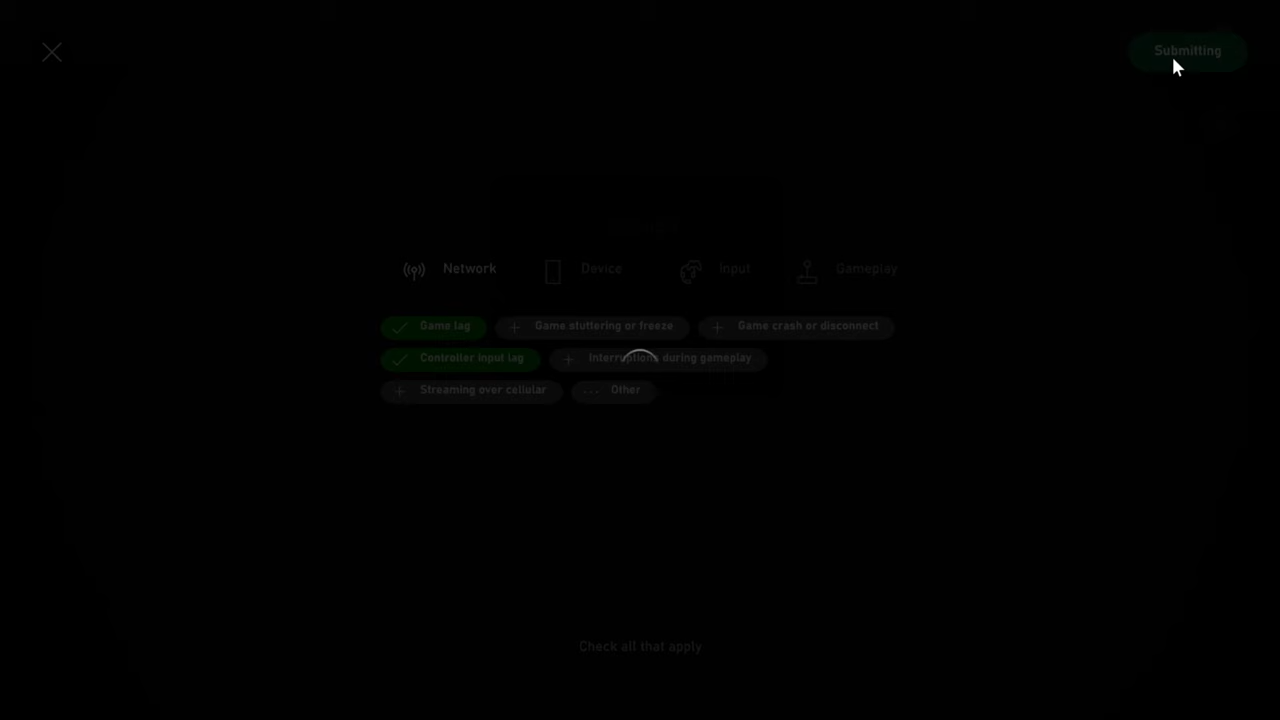 Submitting
Network Device Input Gameplay
Game lag Game stuttering or freeze Game crash or disconnect
Controller input lag Interruptions during gameplay
Streaming over cellular ... Other
Check all that apply